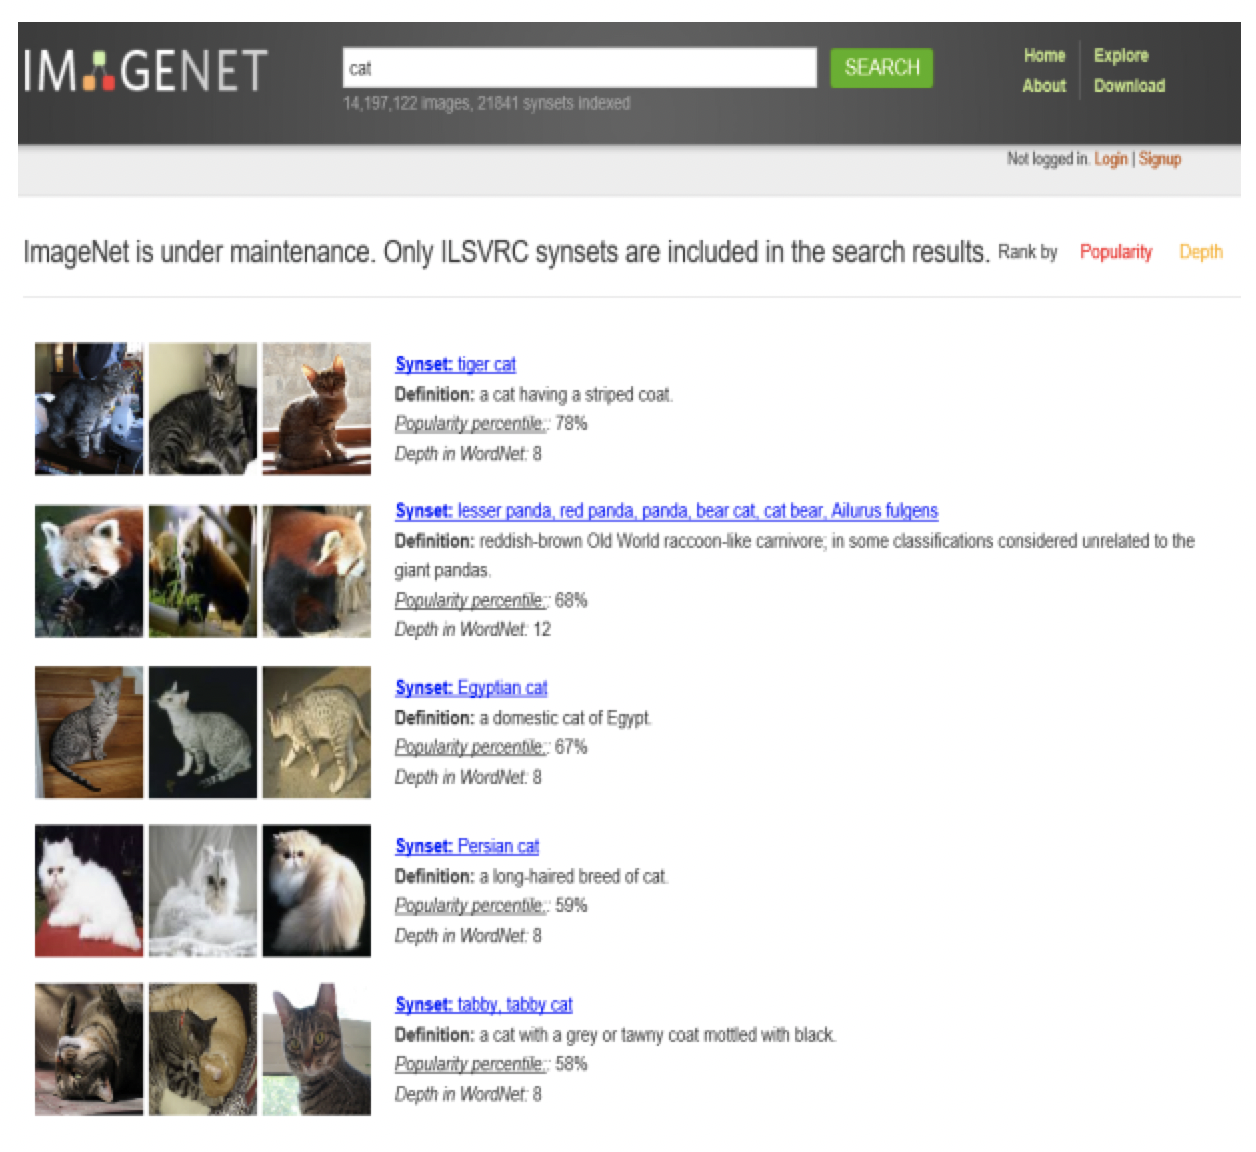 IMAGENET
cat
SEARCH
14,197,122 images, 21841 synsets indexed
Home
Explore
About
Download
Not logged in. Login | Signup
ImageNet is under maintenance. Only ILSVRC synsets are included in the search results. Rank by Popularity Depth
Synset: tiger cat
Definition: a cat having a striped coat.
Popularity percentile:: 78%
Depth in WordNet: 8
Synset: lesser panda, red panda, panda, bear cat, cat bear, Ailurus fulgens
Definition: reddish-brown Old World raccoon-like carnivore; in some classifications considered unrelated to the
giant pandas.
Popularity percentile:: 68%
Depth in WordNet: 12
Synset: Egyptian cat
Definition: a domestic cat of Egypt.
Popularity percentile:: 67%
Depth in WordNet: 8
Synset: Persian cat
Definition: a long-haired breed of cat.
Popularity percentile:: 59%
Depth in WordNet: 8
Synset: tabby, tabby cat
Definition: a cat with a grey or tawny coat mottled with black.
Popularity percentile:: 58%
Depth in WordNet: 8